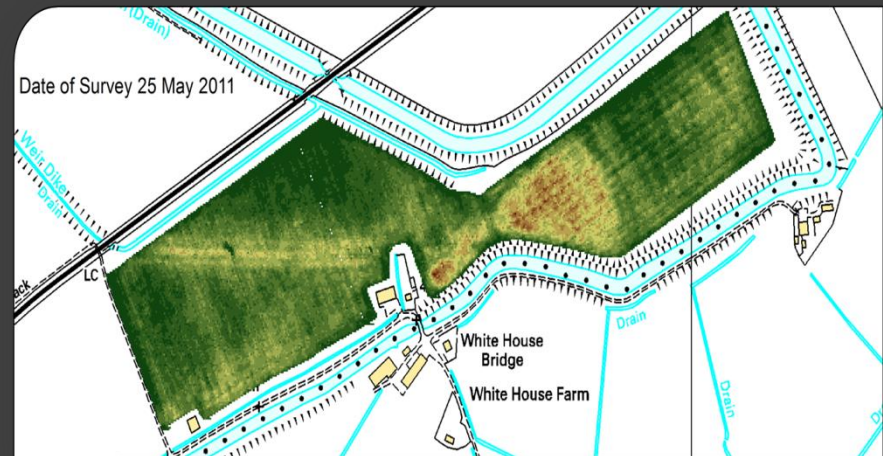 (Drain)
Date of Survey 25 May 2011
Weir Dike
Drain
LC
ack
White House
Bridge
White House Farm
Drain
Drain